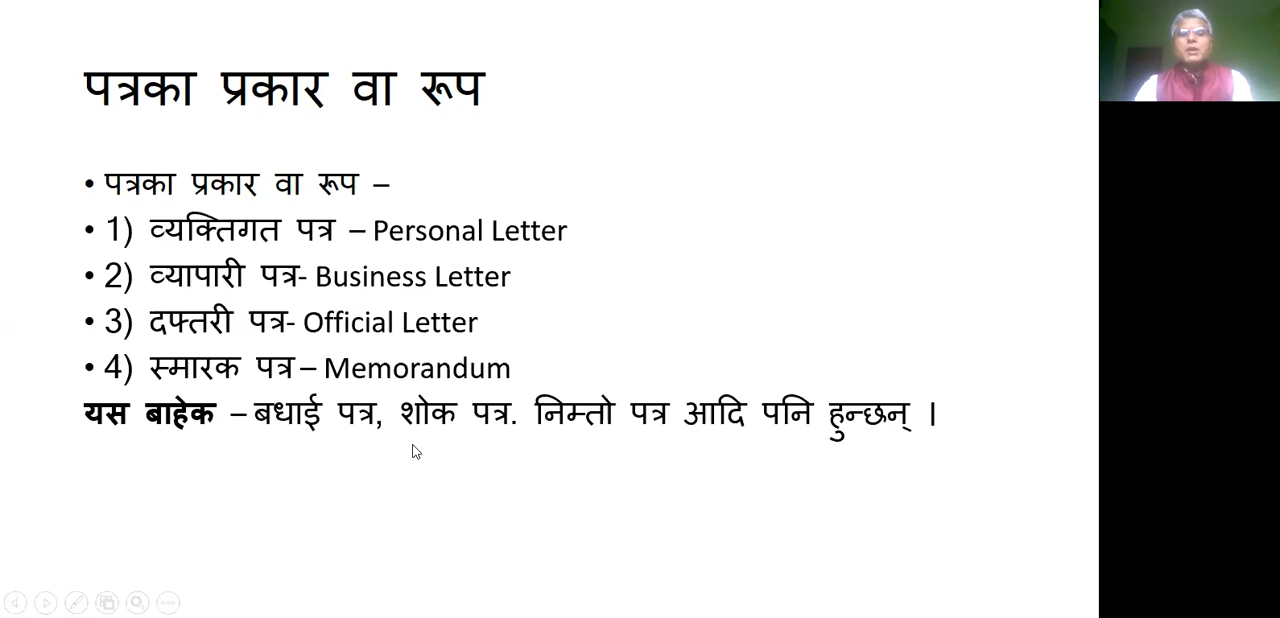 पत्रका प्रकार वा रूप
• पत्रका प्रकार वा रूप –
• 1) व्यक्तिगत पत्र – Personal Letter
• 2) व्यापारी पत्र- Business Letter
• 3) दफ्तरी पत्र- Official Letter
• 4) स्मारक पत्र – Memorandum
यस बाहेक – बधाई पत्र, शोक पत्र. निम्तो पत्र आदि पनि हुन्छन् ।